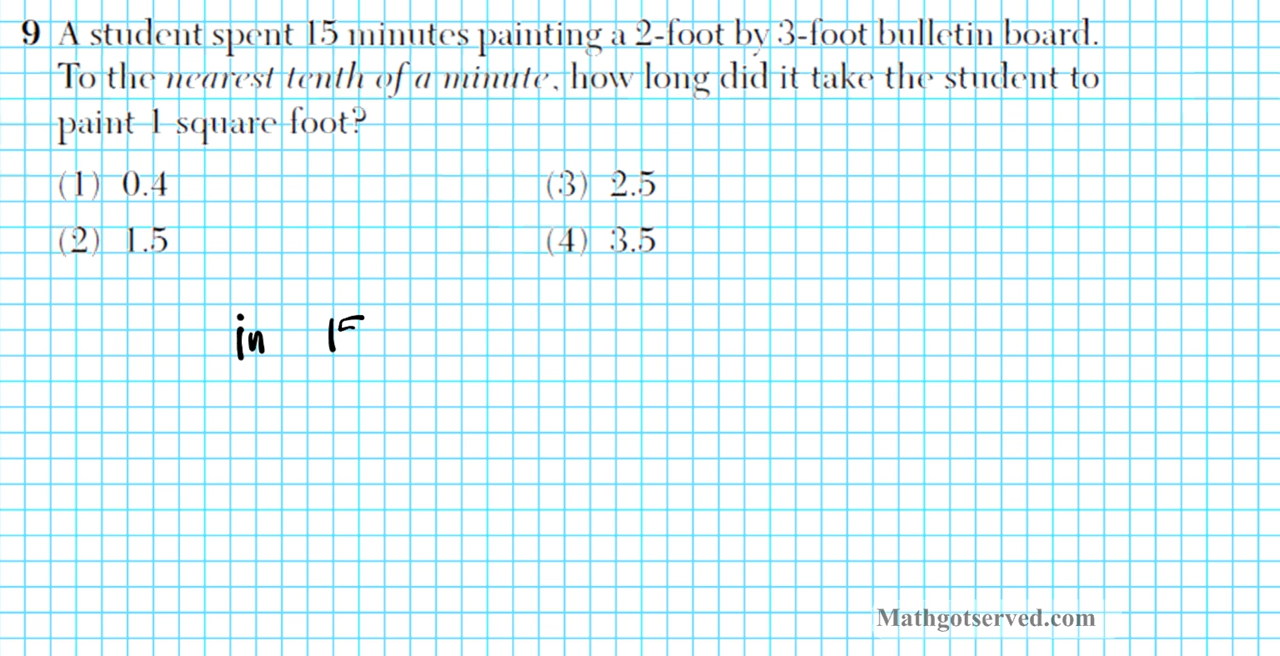 9 A student spent 15 minutes painting a 2-foot by 3-foot bulletin board.
To the nearest tenth of a minute, how long did it take the student to
paint 1 square foot?
(1) 0.4 (3) 2.5
(2) 1.5 (4) 3.5
in 15
Mathgotserved.com